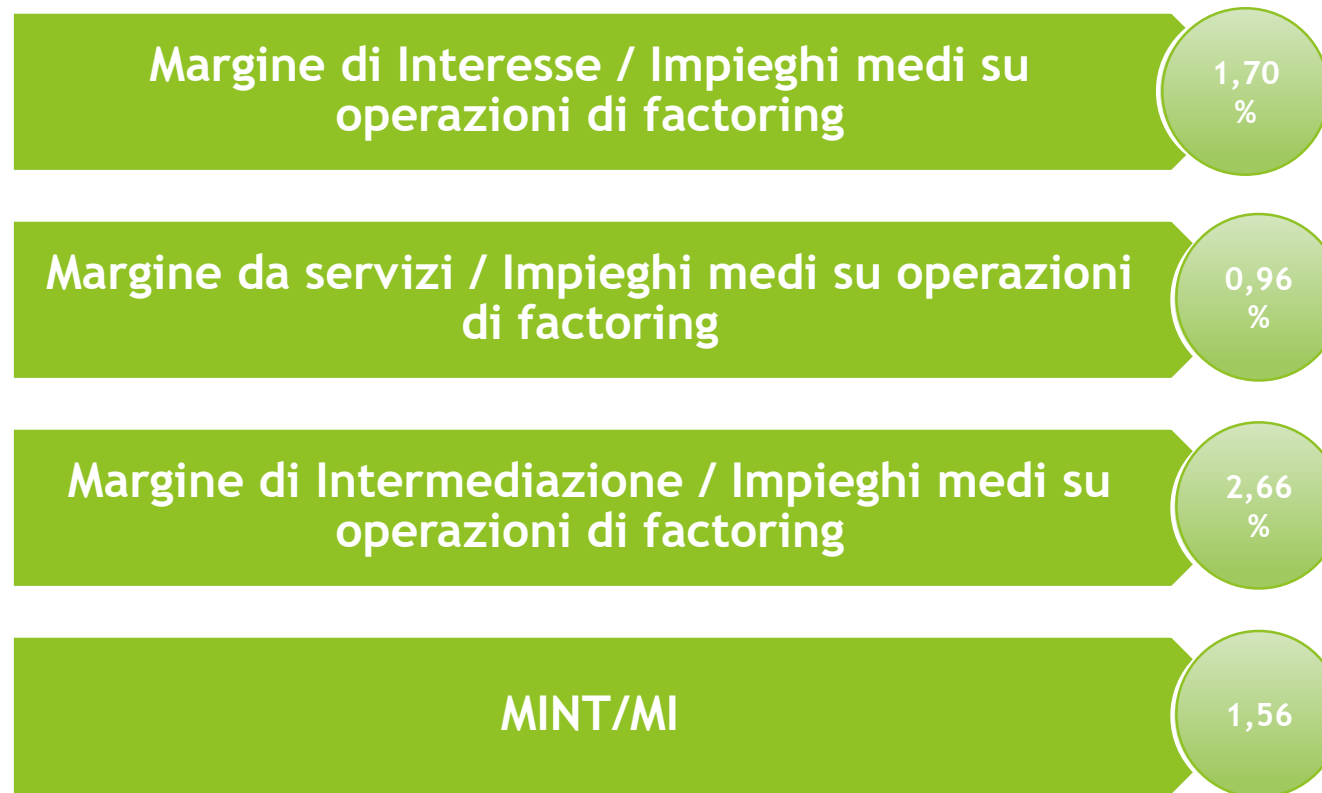 Margine di Interesse / Impieghi medi su
operazioni di factoring
1,70
%
Margine da servizi / Impieghi medi su operazioni
di factoring
0,96
%
Margine di Intermediazione / Impieghi medi su
operazioni di factoring
2,66
%
MINT/MI
1,56